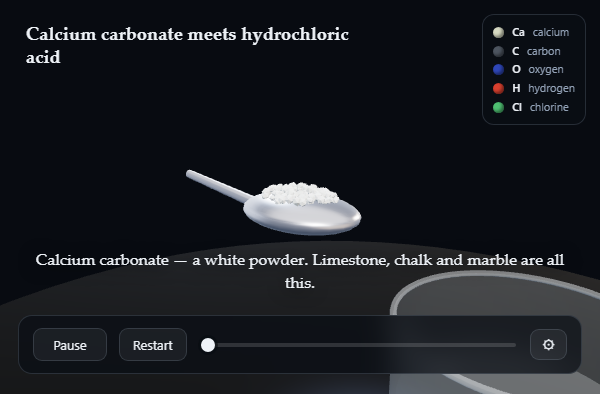 Calcium carbonate meets hydrochloric
acid
Ca calcium
C carbon
O oxygen
H hydrogen
Cl chlorine
Calcium carbonate — a white powder. Limestone, chalk and marble are all
this.
Pause
Restart